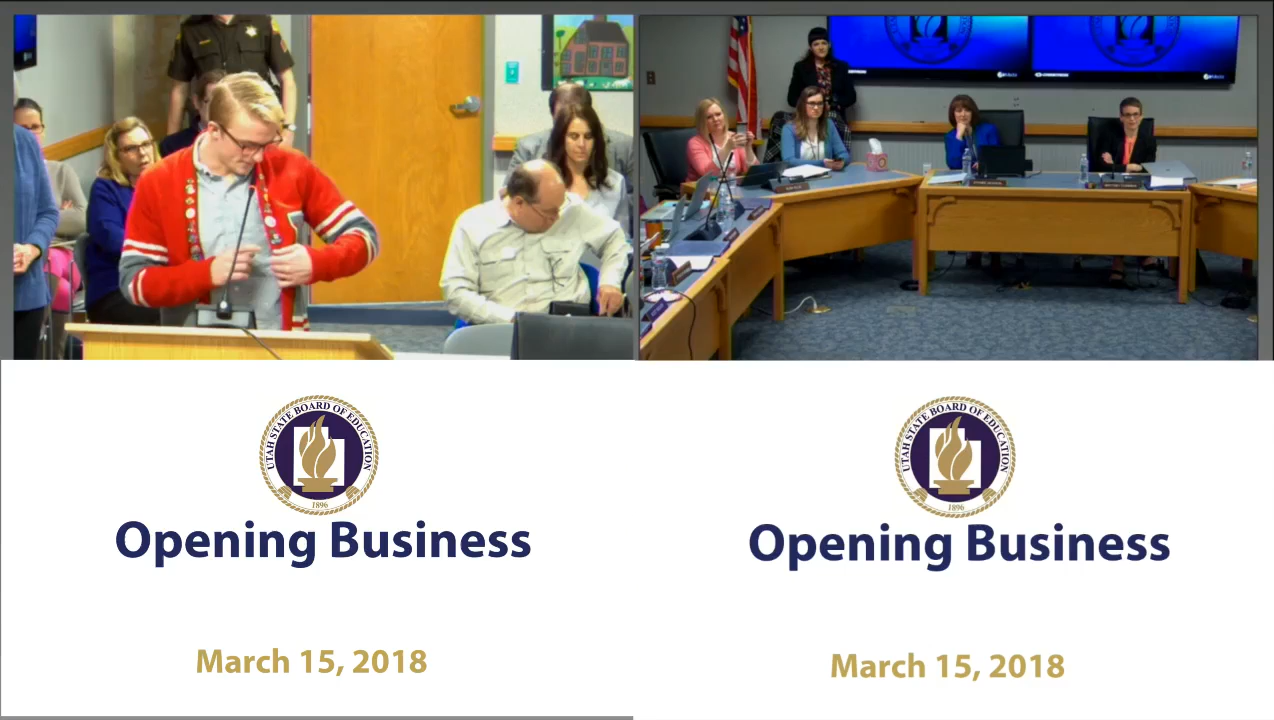 UTAH STATE BOARD OF EDUCATION
1896
Opening Business
March 15, 2018
UTAH STATE BOARD OF EDUCATION
1896
Opening Business
March 15, 2018